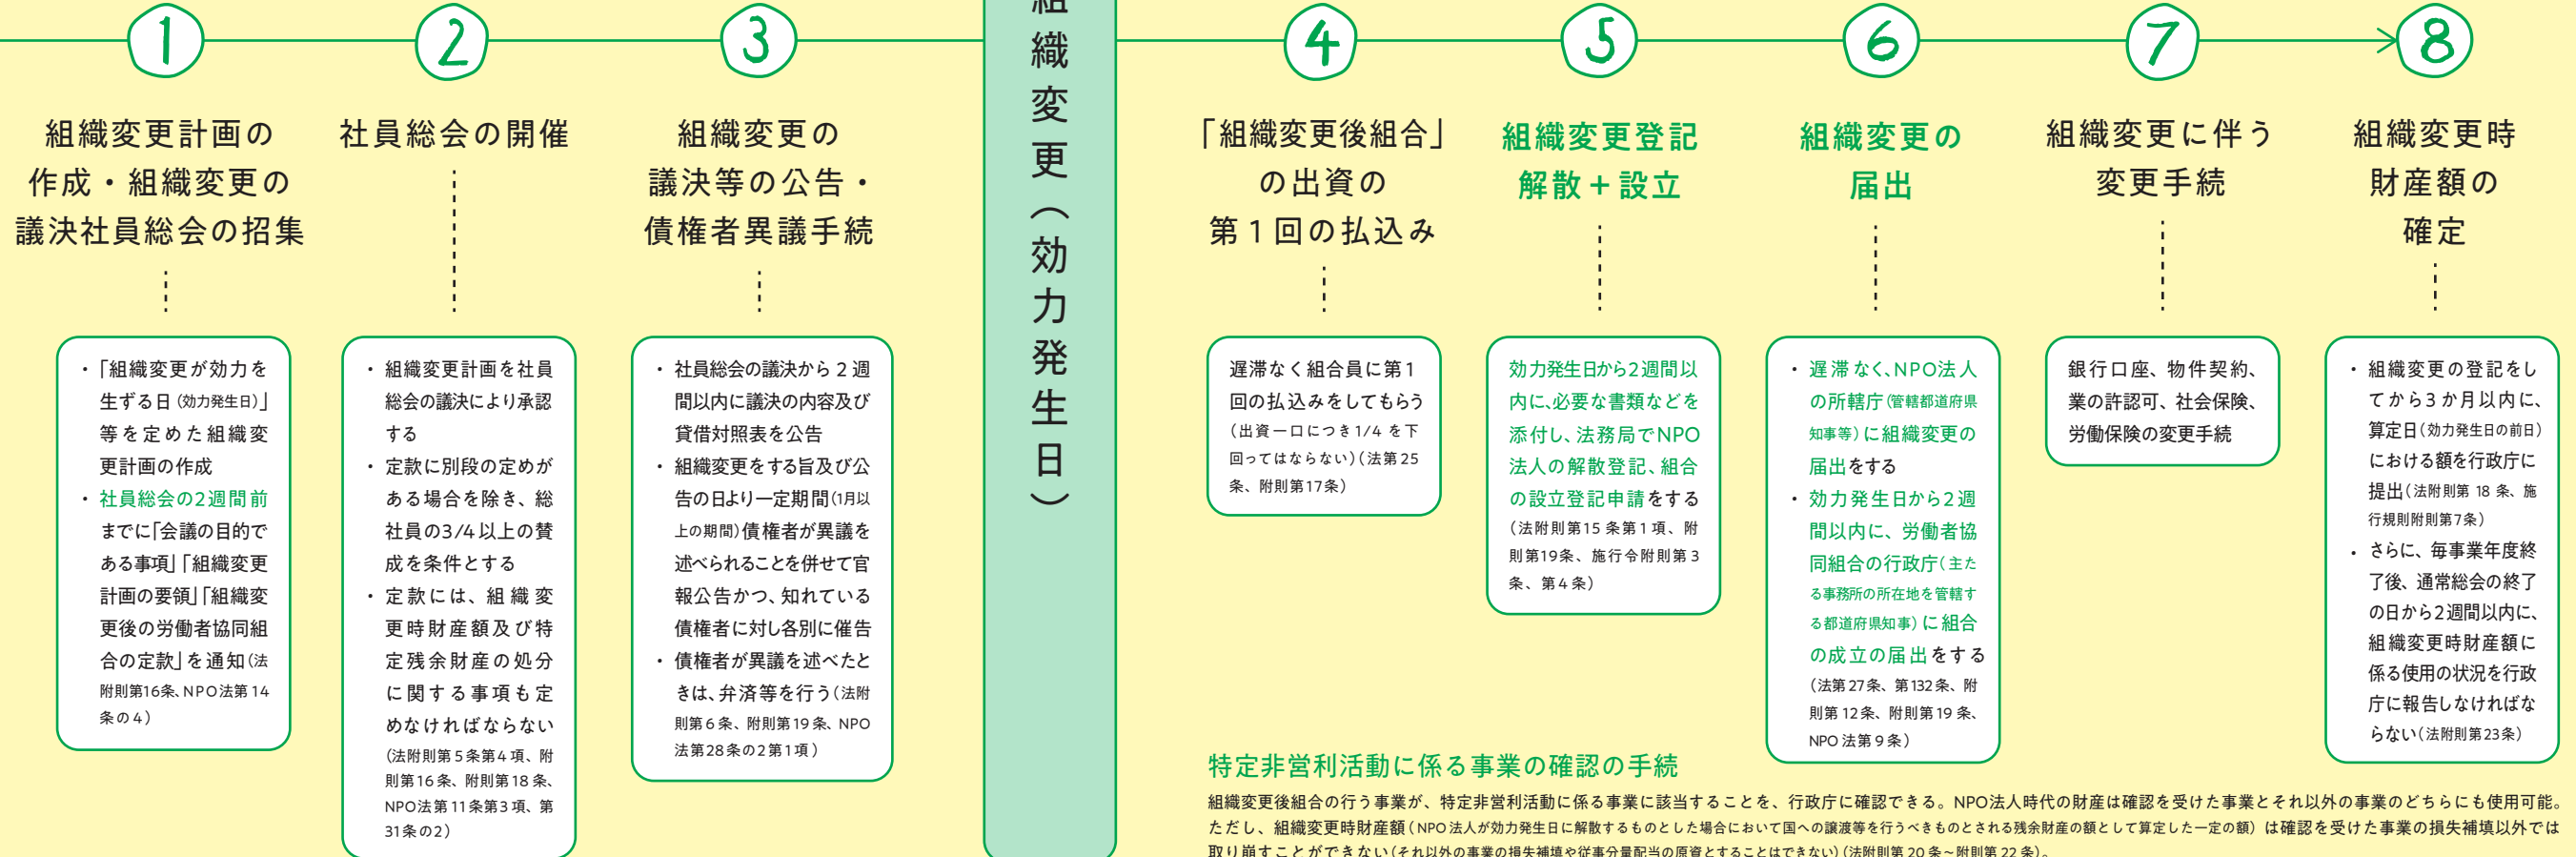 1
組織変更計画の
作成・組織変更の
議決社員総会の招集
・「組織変更が効力を
生ずる日(効力発生日)」
等を定めた組織変
更計画の作成
・社員総会の2週間前
までに「会議の目的で
ある事項」「組織変更
計画の要領」「組織変
更後の労働者協同組
合の定款」を通知(法
附則第16条、NPO法第14
条の4)
2
社員総会の開催
・組織変更計画を社員
総会の議決により承認
する
・定款に別段の定めが
ある場合を除き、総
社員の3/4以上の賛
成を条件とする
・定款には、組織変
更時財産額及び特
定残余財産の処分
に関する事項も定
めなければならない
(法附則第5条第4項、附
則第16条、附則第18条、
NPO法第11条第3項、第
31条の2)
3
組織変更の
議決等の公告・
債権者異議手続
・社員総会の議決から2週
間以内に議決の内容及び
貸借対照表を公告
・組織変更をする旨及び公
告の日より一定期間(1月以
上の期間)債権者が異議を
述べられることを併せて官
報公告かつ、知れている
債権者に対し各別に催告
・債権者が異議を述べたと
きは、弁済等を行う(法附
則第6条、附則第19条、NPO
法第28条の2第1項)
組織変更(効力発生日)
4
「組織変更後組合」
の出資の
第1回の払込み
遅滞なく組合員に第1
回の払込みをしてもらう
(出資一口につき1/4を下
回ってはならない)(法第25
条、附則第17条)
5
組織変更登記
解散+設立
効力発生日から2週間以
内に、必要な書類などを
添付し、法務局でNPO
法人の解散登記、組合
の設立登記申請をする
(法附則第15条第1項、附
則第19条、施行令附則第3
条、第4条)
6
組織変更の
届出
・遅滞なく、NPO法人
の所轄庁(管轄都道府県
知事等)に組織変更の
届出をする
・効力発生日から2週
間以内に、労働者協
同組合の行政庁(主た
る事務所の所在地を管轄す
る都道府県知事)に組合
の成立の届出をする
(法第27条、第132条、附
則第12条、附則第19条、
NPO法第9条)
7
組織変更に伴う
変更手続
銀行口座、物件契約、
業の許認可、社会保険、
労働保険の変更手続
8
組織変更時
財産額の
確定
・組織変更の登記をし
てから3か月以内に、
算定日(効力発生日の前日)
における額を行政庁に
提出(法附則第18条、施
行規則附則第7条)
・さらに、毎事業年度終
了後、通常総会の終了
の日から2週間以内に、
組織変更時財産額に
係る使用の状況を行政
庁に報告しなければな
らない(法附則第23条)
特定非営利活動に係る事業の確認の手続
組織変更後組合の行う事業が、特定非営利活動に係る事業に該当することを、行政庁に確認できる。NPO法人時代の財産は確認を受けた事業とそれ以外の事業のどちらにも使用可能。
ただし、組織変更時財産額(NPO法人が効力発生日に解散するものとした場合において国への譲渡等を行うべきものとされる残余財産の額として算定した一定の額)は確認を受けた事業の損失補填以外では
取り崩すことができない(それ以外の事業の損失補填や従事分量配当の原資とすることはできない)(法附則第20条~附則第22条)。